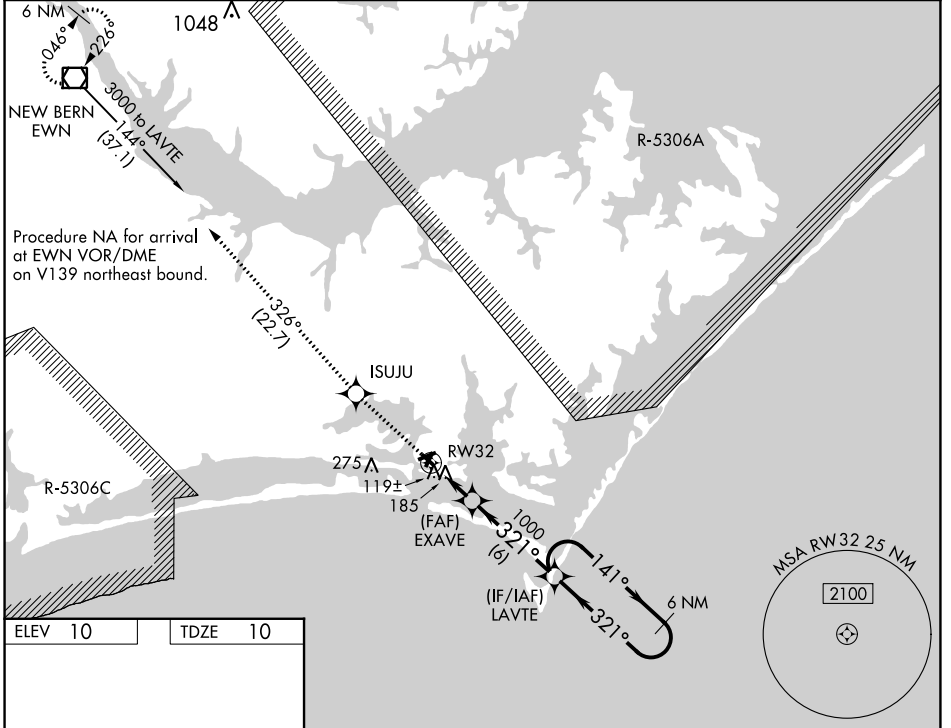 6 NM
046°
226°
1048
NEW BERN
EWN
3000 to LAVTE
144°
(37.1)
R-5306A
Procedure NA for arrival
at EWN VOR/DME
on V139 northeast bound.
326°
(22.7)
ISUJU
RW32
275
119±
185
R-5306C
(FAF)
EXAVE
1000
321°
(6)
141°
(IF/IAF)
LAVTE
6 NM
321°
MSA RW32 25 NM
2100
ELEV 10
TDZE 10